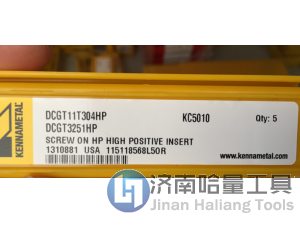 KENNAMETAL
DCGT11T304HP KC5010 Qty: 5
DCGT3251HP
SCREW ON HP HIGH POSITIVE INSERT
1310881 USA 115118568L5OR www.kennametal.com
济南哈量工具
Jinan Haliang Tools